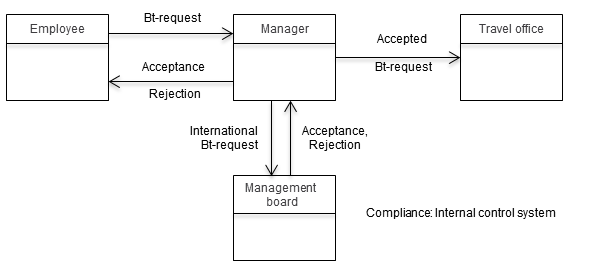 Employee
Bt-request
Manager
Travel office
Acceptance
Rejection
Accepted
Bt-request
International
Bt-request
Acceptance,
Rejection
Management
board
Compliance: Internal control system